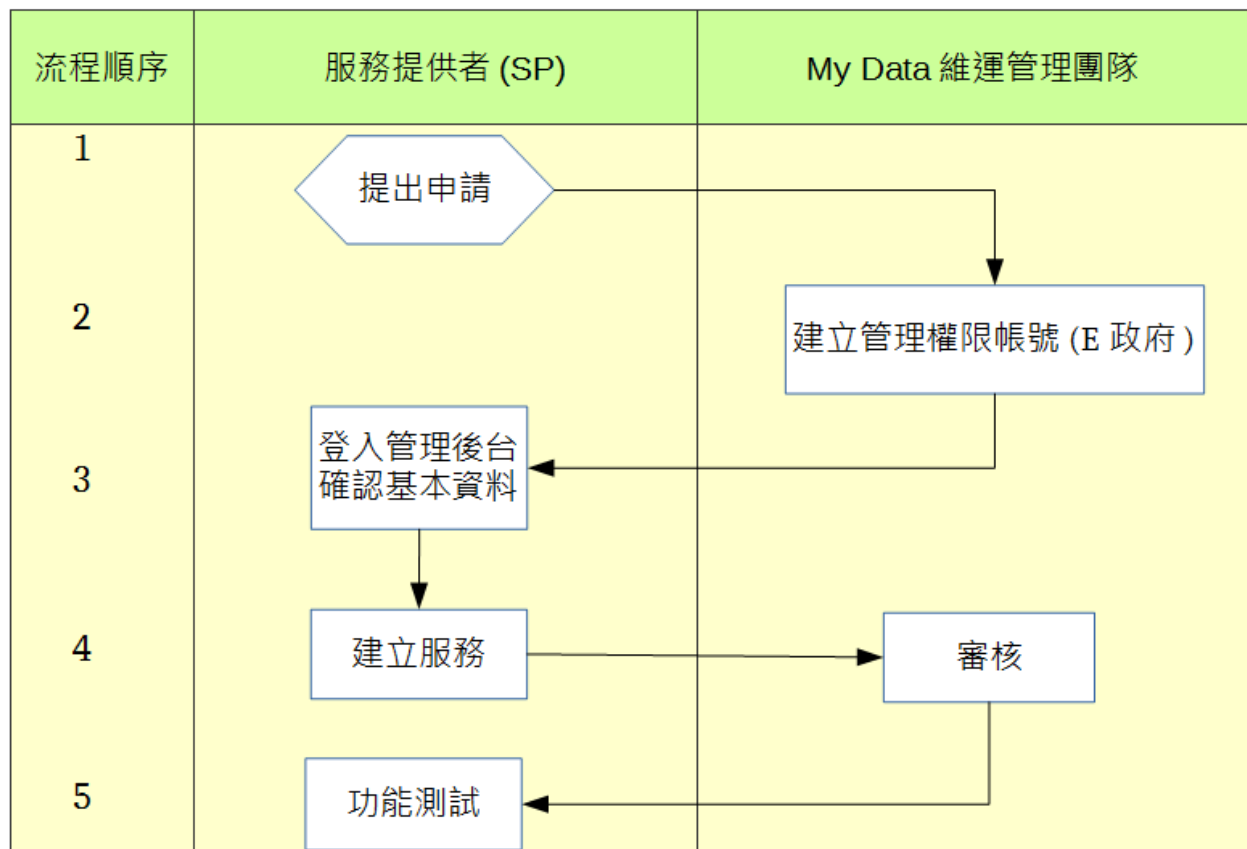 流程順序
服務提供者 (SP)
My Data 維運管理團隊
1
提出申請
2
建立管理權限帳號 (E 政府 )
3
登入管理後台
確認基本資料
4
建立服務
審核
5
功能測試